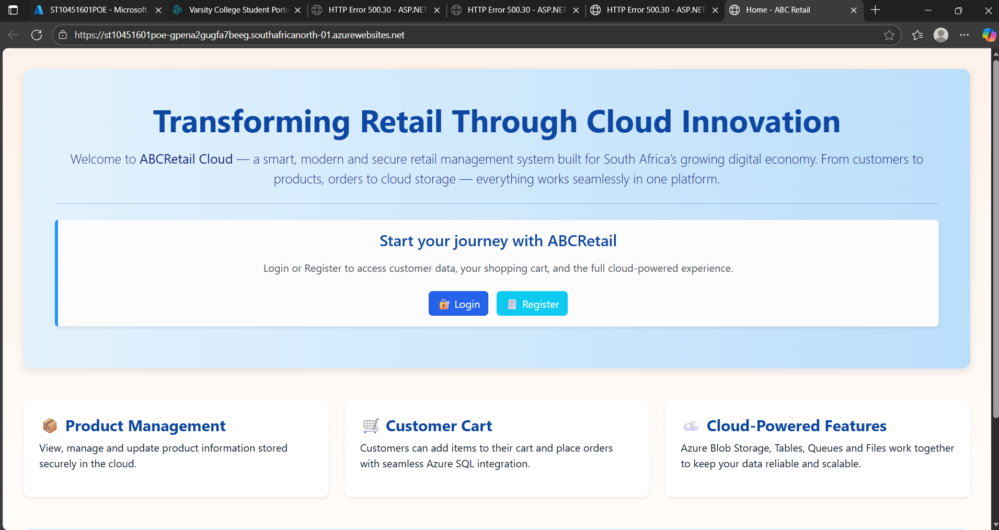 ST10451601POE - Microsoft
Varsity College Student Porta
HTTP Error 500.30 - ASP.NET
HTTP Error 500.30 - ASP.NET
HTTP Error 500.30 - ASP.NET
Home - ABC Retail
https://st10451601poe-gpena2gugfa7beeg.southafricanorth-01.azurewebsites.net
Transforming Retail Through Cloud Innovation
Welcome to ABCRetail Cloud — a smart, modern and secure retail management system built for South Africa’s growing digital economy. From customers to
products, orders to cloud storage — everything works seamlessly in one platform.
Start your journey with ABCRetail
Login or Register to access customer data, your shopping cart, and the full cloud-powered experience.
Login
Register
Product Management
View, manage and update product information stored
securely in the cloud.
Customer Cart
Customers can add items to their cart and place orders
with seamless Azure SQL integration.
Cloud-Powered Features
Azure Blob Storage, Tables, Queues and Files work together
to keep your data reliable and scalable.